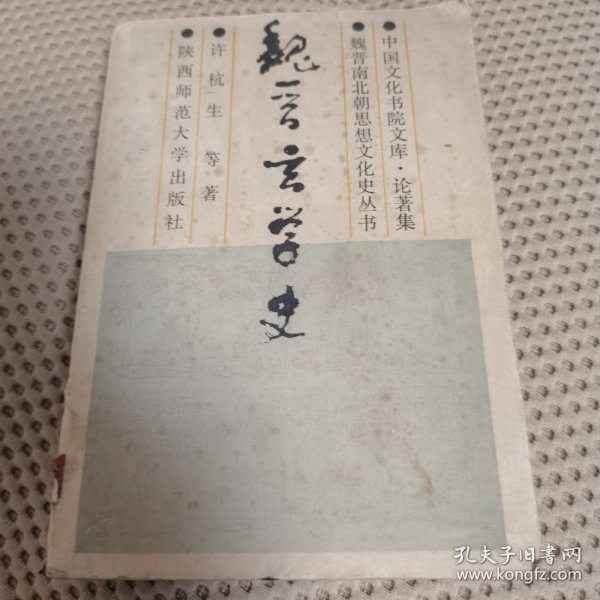 中国文化书院文库·论著集
魏晋南北朝思想文化史丛书
魏晋玄学史
许杭生等著
陕西师范大学出版社
孔夫子旧书网
www.kongfz.com